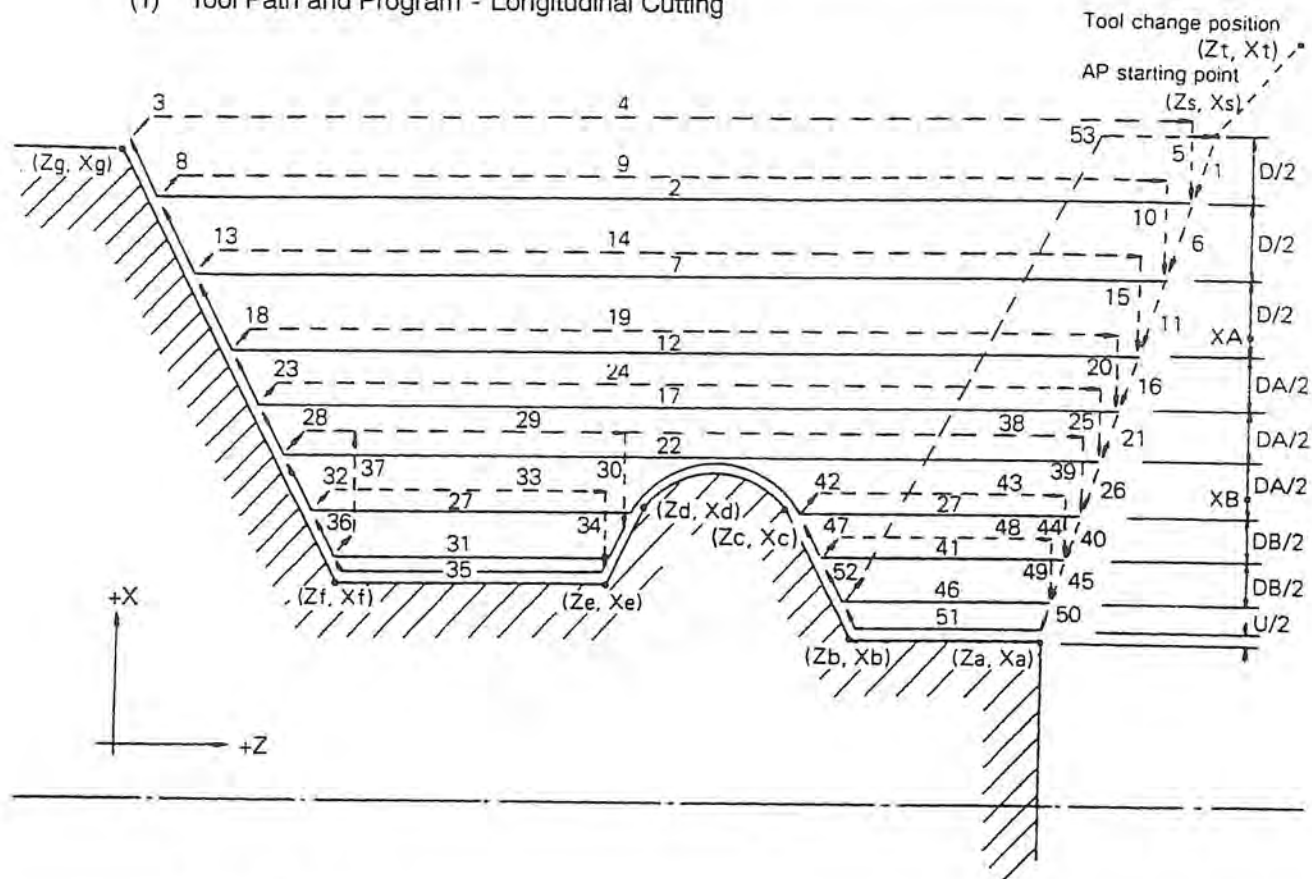 (1) Tool Path and Program - Longitudinal Cutting
Tool change position
(Zt, Xt)
AP starting point
(Zs, Xs)
3
4
53
(Zg, Xg)
8
9
2
5
1
D/2
10
6
D/2
13
14
7
15
11
D/2
XA
18
19
12
20
16
DA/2
23
24
17
25
21
DA/2
28
29
22
38
37
30
39
26
DA/2
XB
32
33
27
34
(Zd, Xd)
42
43
27
(Zc, Xc)
36
31
47
48
44
40
DB/2
41
35
52
49
45
DB/2
46
50
51
U/2
(Zf, Xf)
(Ze, Xe)
(Zb, Xb)
(Za, Xa)
+X
+Z